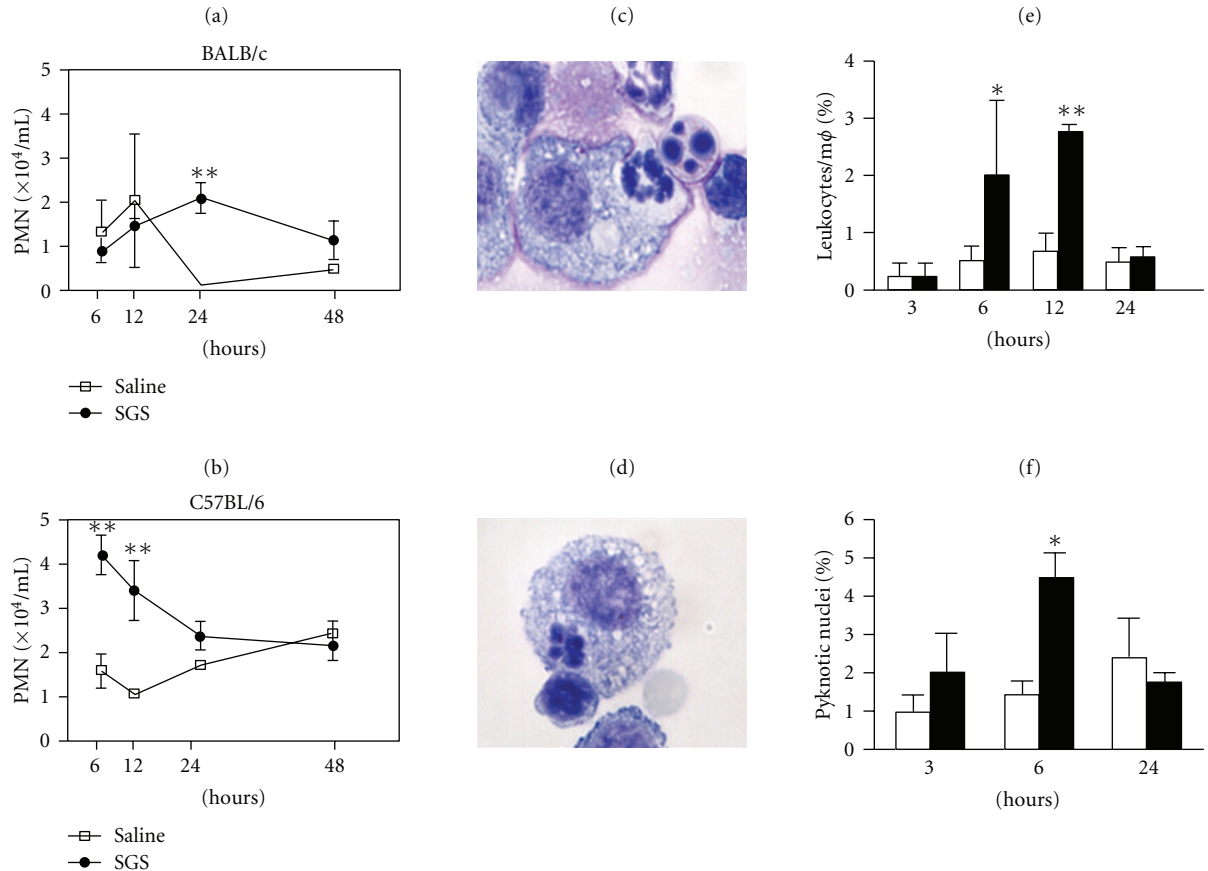 (a)
BALB/c
5
4
3
2
1
0
PMN (×10⁴/mL)
**
6 12 24 48
(hours)
Saline
SGS
(b)
C57BL/6
5
4
3
2
1
0
PMN (×10⁴/mL)
**
**
6 12 24 48
(hours)
Saline
SGS
(c)
(d)
(e)
4
3
2
1
0
Leukocytes/mϕ (%)
*
**
3 6 12 24
(hours)
(f)
6
5
4
3
2
1
0
Pyknotic nuclei (%)
*
3 6 24
(hours)